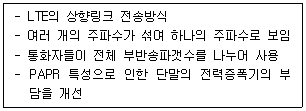 - LTE의 상향링크 전송방식
- 여러 개의 주파수가 섞여 하나의 주파수로 보임
- 통화자들이 전체 부반송파갯수를 나누어 사용
- PAPR 특성으로 인한 단말의 전력증폭기의 부
담을 개선